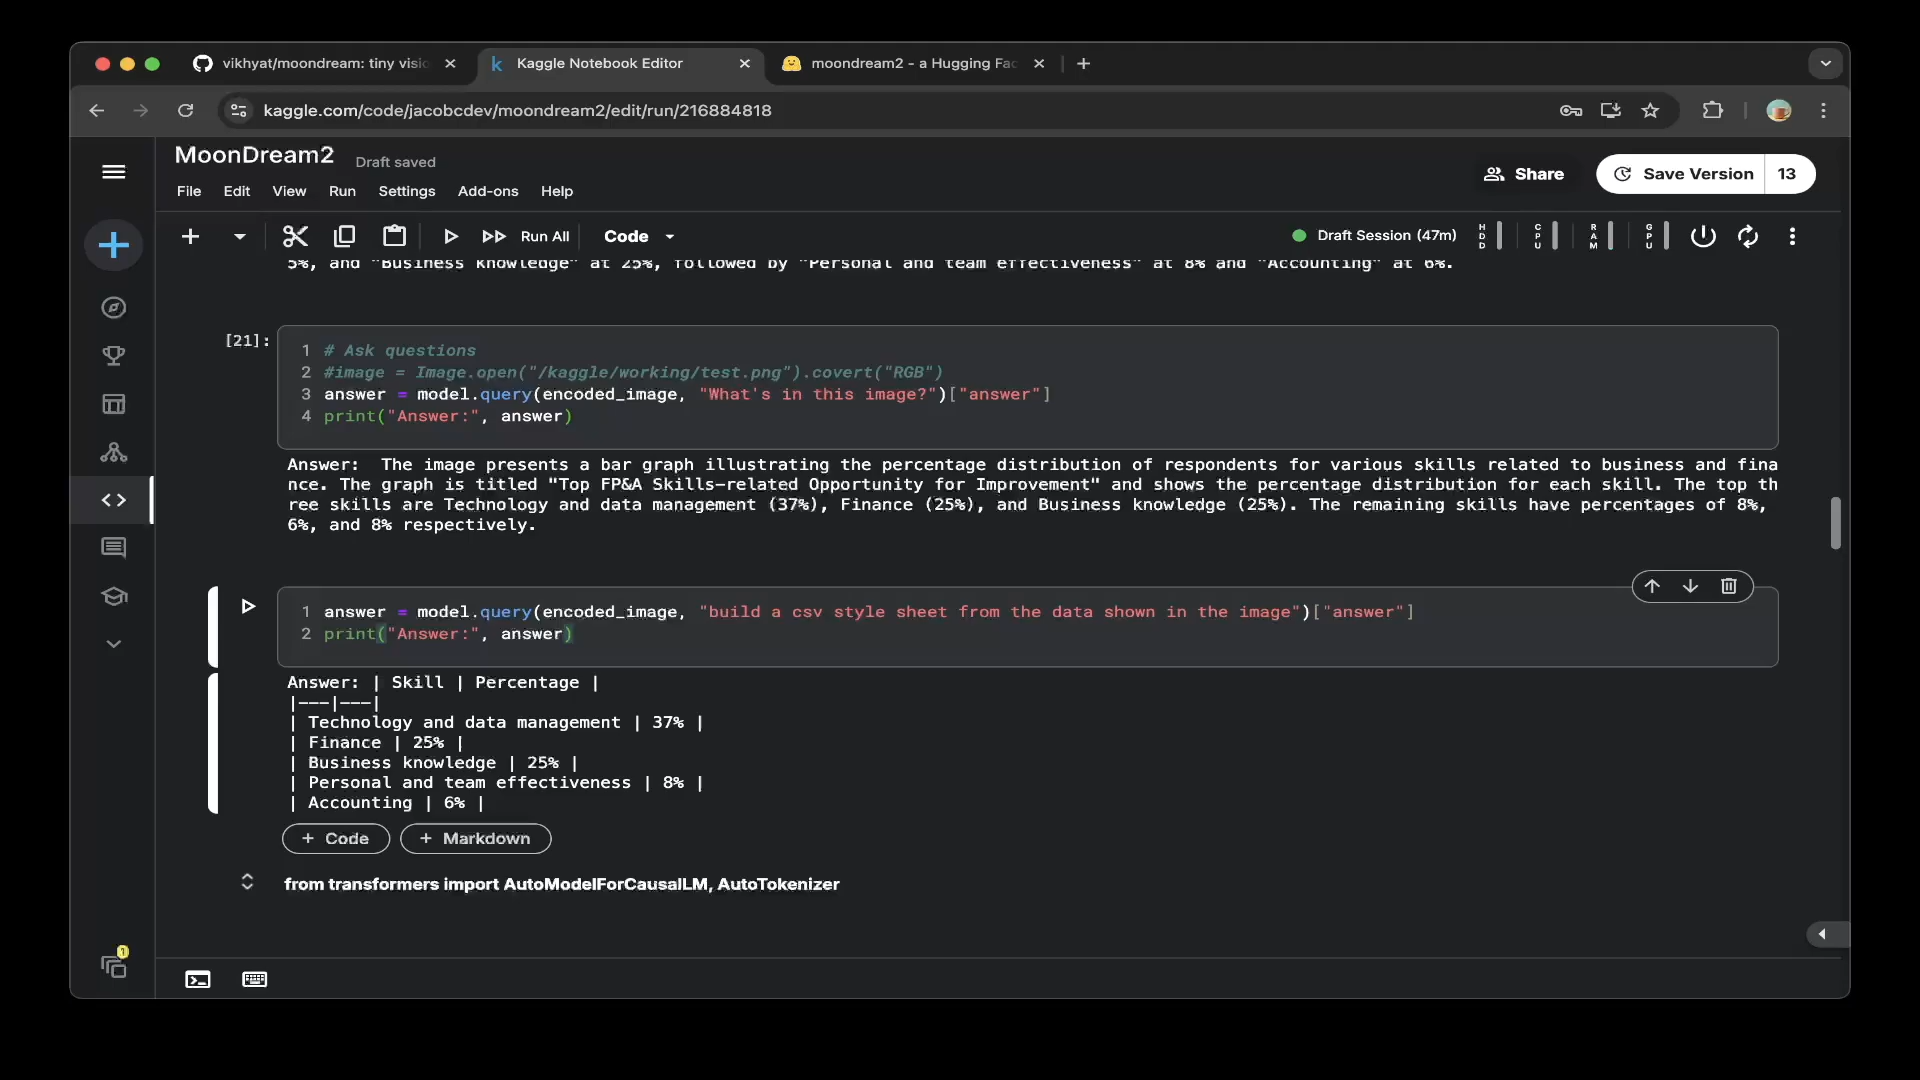 vikhyat/moondream: tiny visio
Kaggle Notebook Editor
moondream2 - a Hugging Fac
kaggle.com/code/jacobcdev/moondream2/edit/run/216884818
MoonDream2
Draft saved
File Edit View Run Settings Add-ons Help
Share
Save Version 13
Run All
Code
Draft Session (47m)
HDD
CPU
RAM
GPU
5%, and "Business Knowledge" at 25%, followed by "Personal and team effectiveness" at 8% and "Accounting" at 6%.
[21]:
1 # Ask questions
2 #image = Image.open("/kaggle/working/test.png").covert("RGB")
3 answer = model.query(encoded_image, "What's in this image?")["answer"]
4 print("Answer:", answer)
Answer:  The image presents a bar graph illustrating the percentage distribution of respondents for various skills related to business and fina
nce. The graph is titled "Top FP&A Skills-related Opportunity for Improvement" and shows the percentage distribution for each skill. The top th
ree skills are Technology and data management (37%), Finance (25%), and Business knowledge (25%). The remaining skills have percentages of 8%,
6%, and 8% respectively.
1 answer = model.query(encoded_image, "build a csv style sheet from the data shown in the image")["answer"]
2 print("Answer:", answer)
Answer: | Skill | Percentage |
|---|---|
| Technology and data management | 37% |
| Finance | 25% |
| Business knowledge | 25% |
| Personal and team effectiveness | 8% |
| Accounting | 6% |
+ Code
+ Markdown
from transformers import AutoModelForCausalLM, AutoTokenizer
1